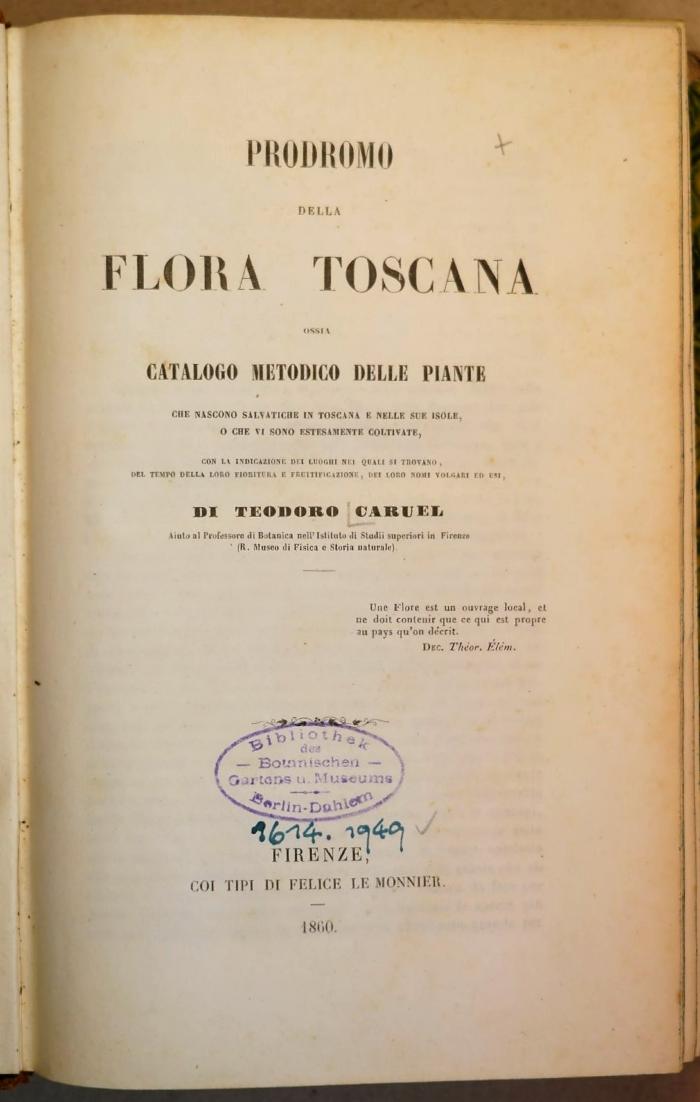 PRODROMO
DELLA
FLORA TOSCANA
OSSIA
CATALOGO METODICO DELLE PIANTE
CHE NASCONO SALVATICHE IN TOSCANA E NELLE SUE ISOLE,
O CHE VI SONO ESTESAMENTE COLTIVATE,
CON LA INDICAZIONE DEI LUOGHI NEI QUALI SI TROVANO,
DEL TEMPO DELLA LORO FIORITURA E FRUTTIFICAZIONE, DEI LORO NOMI VOLGARI ED USI,
DI TEODORO CARUEL
Aiuto al Professore di Botanica nell'Istituto di Studii superiori in Firenze
(R. Museo di Fisica e Storia naturale)
Une Flore est un ouvrage local, et
ne doit contenir que ce qui est propre
au pays qu'on décrit.
DEC. Théor. Élém.
Bibliothek
des
— Botanischen —
Gartens u. Museums
Berlin-Dahlem
1614. 1949
FIRENZE,
COI TIPI DI FELICE LE MONNIER.
1860.